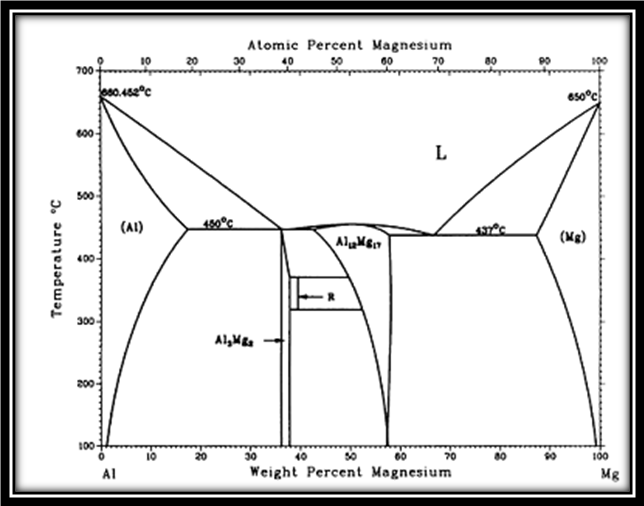 Atomic Percent Magnesium
0 10 20 30 40 50 60 70 80 90 100
700
660.452°C
650°C
600
L
500
Temperature °C
(Al)
450°C
Al12Mg17
437°C
(Mg)
400
R
300
Al3Mg2
200
100
0 10 20 30 40 50 60 70 80 90 100
Al
Weight Percent Magnesium
Mg